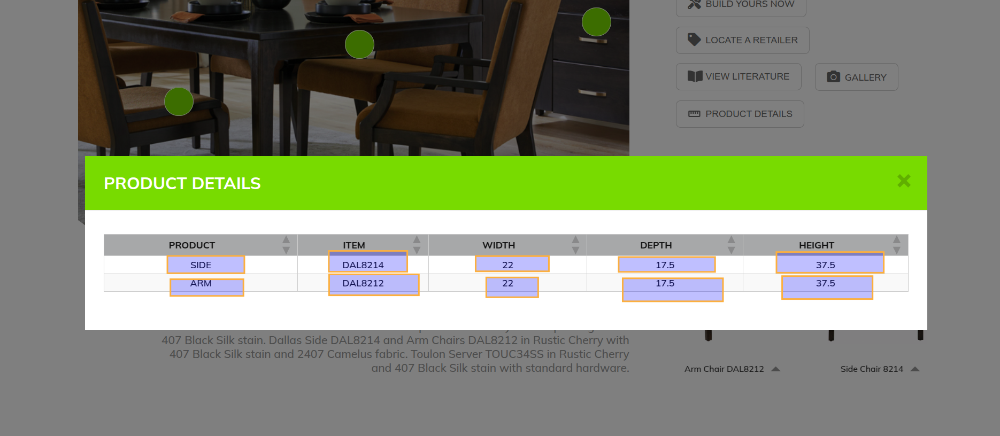 BUILD YOURS NOW
LOCATE A RETAILER
VIEW LITERATURE
GALLERY
PRODUCT DETAILS
PRODUCT DETAILS
PRODUCT ITEM WIDTH DEPTH HEIGHT
SIDE DAL8214 22 17.5 37.5
ARM DAL8212 22 17.5 37.5
407 Black Silk stain. Dallas Side DAL8214 and Arm Chairs DAL8212 in Rustic Cherry with
407 Black Silk stain and 2407 Camelus fabric. Toulon Server TOUC34SS in Rustic Cherry
and 407 Black Silk stain with standard hardware.
Arm Chair DAL8212
Side Chair 8214